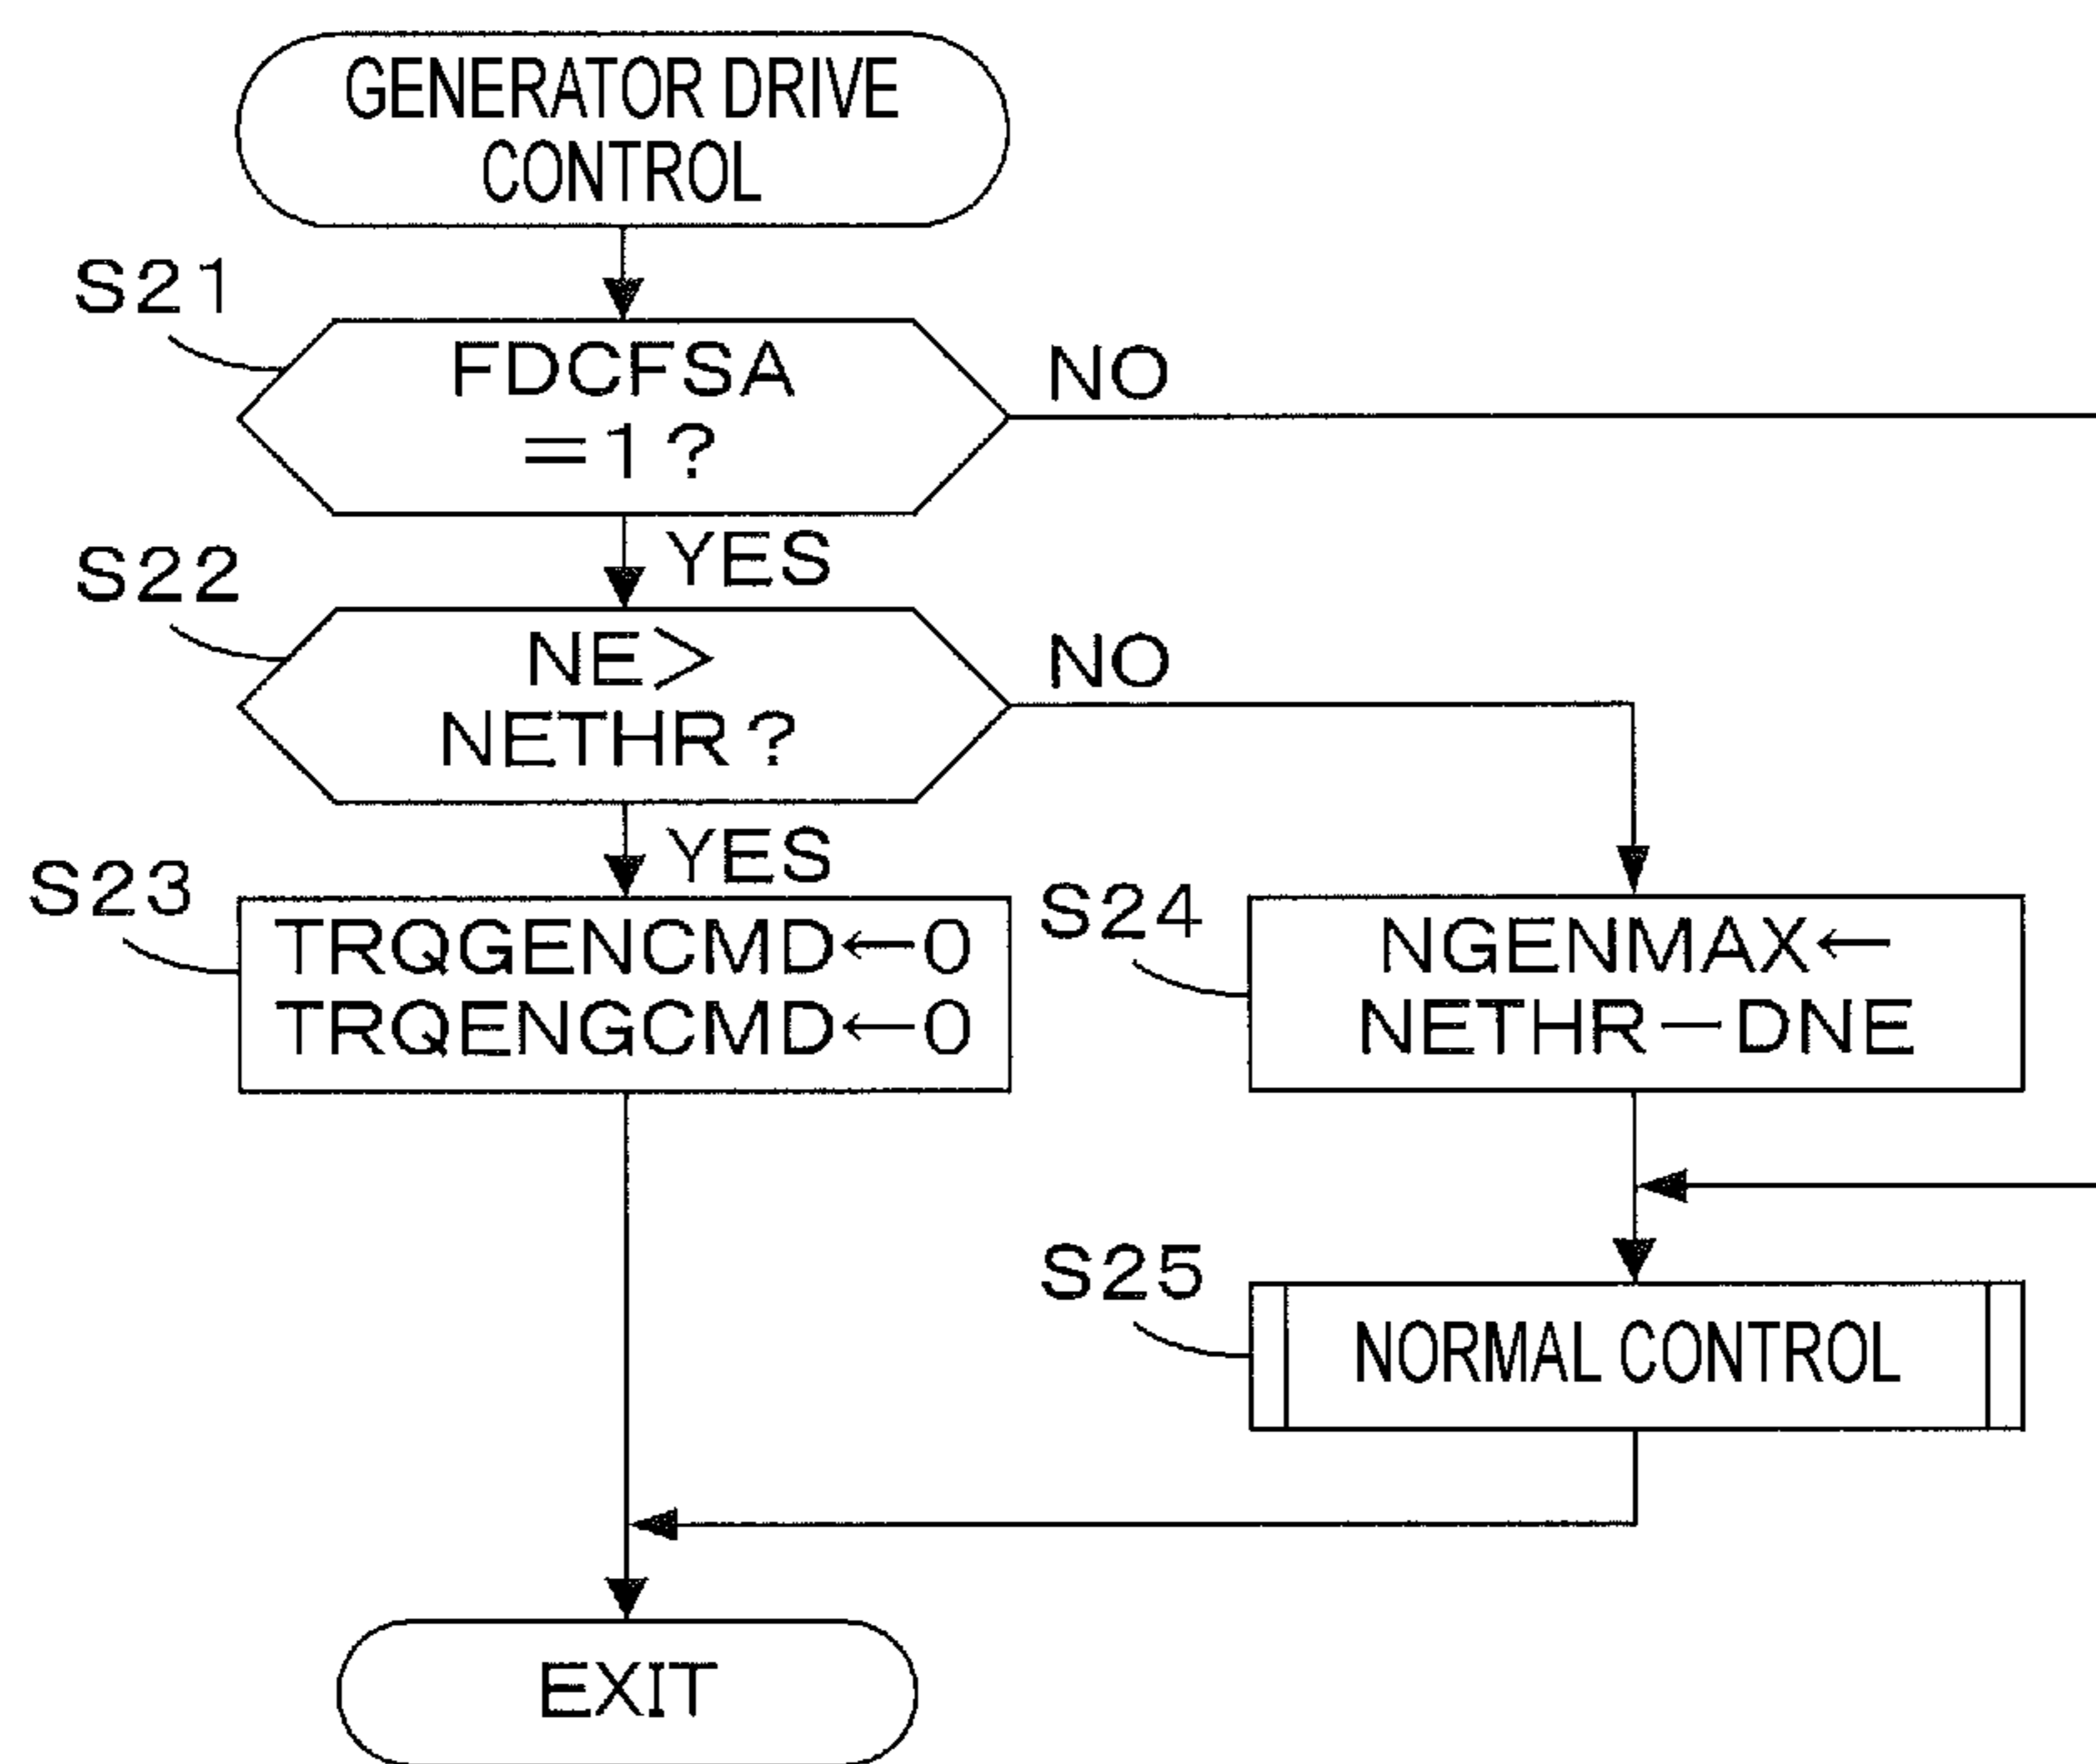 GENERATOR DRIVE
CONTROL
S21
FDCFSA
=1?
NO
YES
S22
NE>
NETHR?
NO
YES
S23
TRQGENCMD←0
TRQENGCMD←0
S24
NGENMAX←
NETHR−DNE
S25
NORMAL CONTROL
EXIT